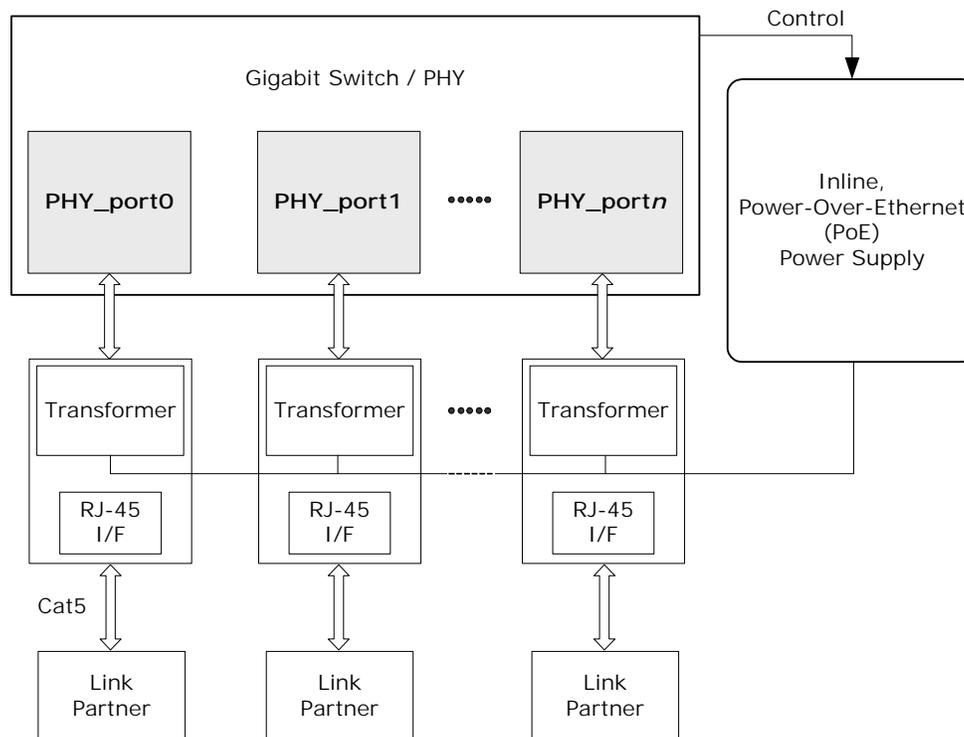 Control
Gigabit Switch / PHY
PHY_port0
PHY_port1
PHY_portn
Inline,
Power-Over-Ethernet
(PoE)
Power Supply
Transformer
Transformer
Transformer
RJ-45
I/F
RJ-45
I/F
RJ-45
I/F
Cat5
Link
Partner
Link
Partner
Link
Partner